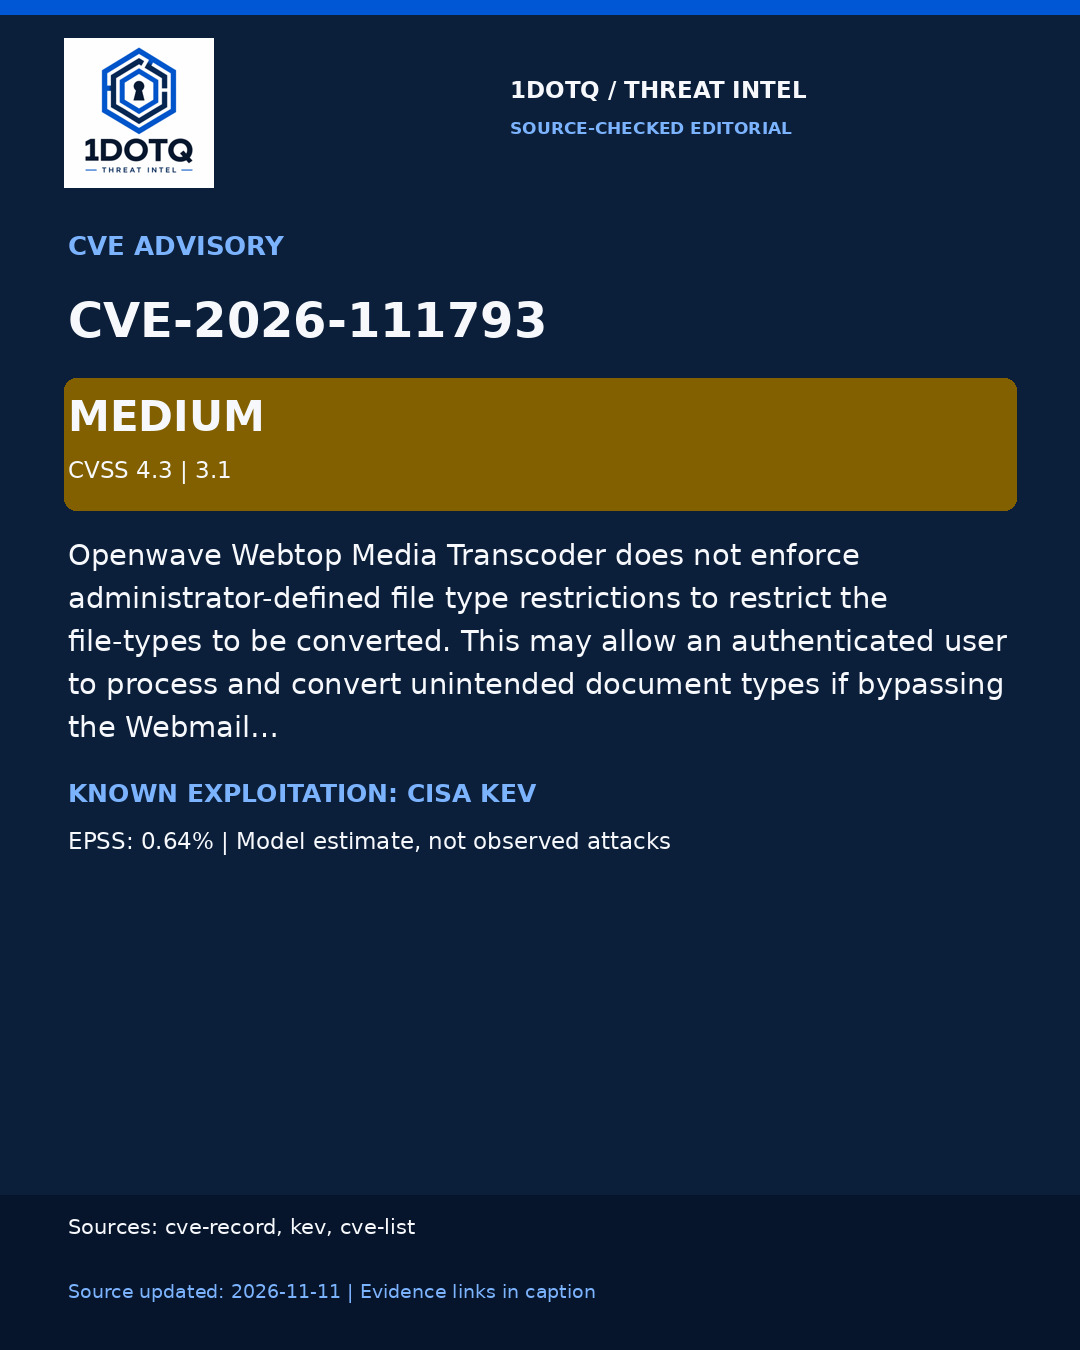 1DOTQ
THREAT INTEL
1DOTQ / THREAT INTEL
SOURCE-CHECKED EDITORIAL
CVE ADVISORY
CVE-2026-111793
MEDIUM
CVSS 4.3 | 3.1
Openwave Webtop Media Transcoder does not enforce
administrator-defined file type restrictions to restrict the
file-types to be converted. This may allow an authenticated user
to process and convert unintended document types if bypassing
the Webmail...
KNOWN EXPLOITATION: CISA KEV
EPSS: 0.64% | Model estimate, not observed attacks
Sources: cve-record, kev, cve-list
Source updated: 2026-11-11 | Evidence links in caption